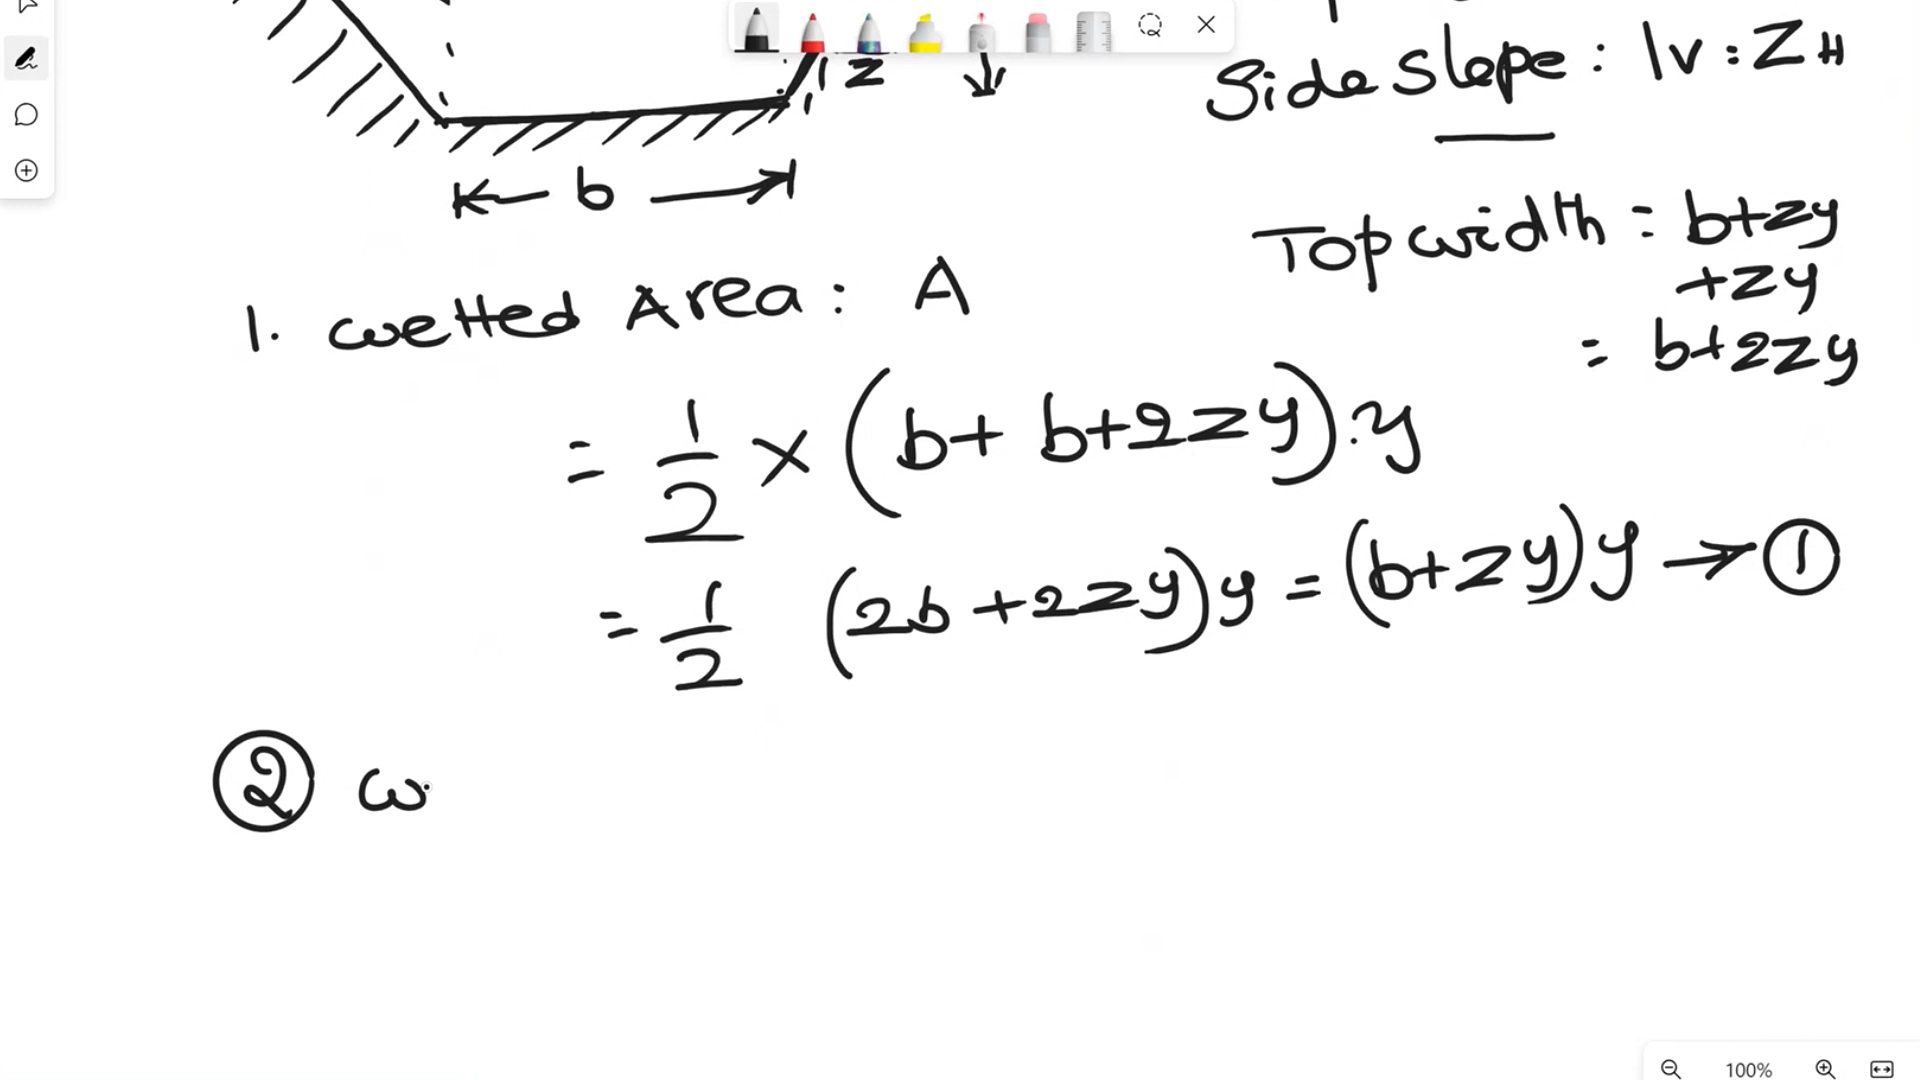 Side Slope : 1V : ZH
1 Z
b
Top width = b+zy
+zy
= b+2zy
1. wetted Area : A
= 1/2 × (b + b+2zy).y
= 1/2 (2b +2zy)y = (b+zy)y → ①
② w
100%